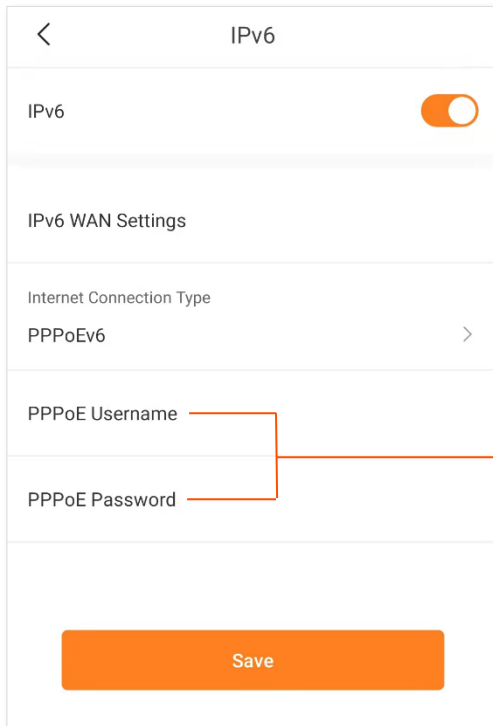 IPv6
IPv6
IPv6 WAN Settings
Internet Connection Type
PPPoEv6
PPPoE Username
PPPoE Password
Save